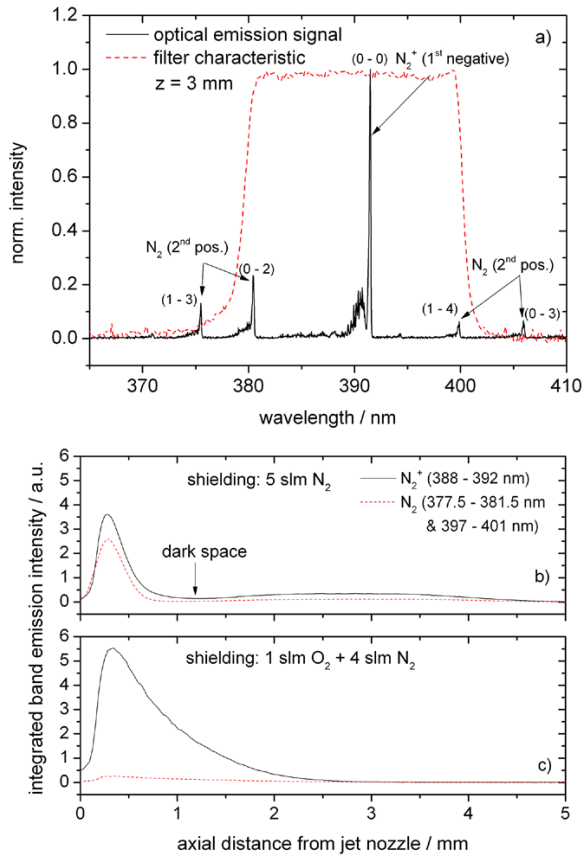 optical emission signal
filter characteristic
z = 3 mm
a)
(0 - 0) N₂⁺ (1ˢᵗ negative)
1.0
0.8
0.6
0.4
0.2
0.0
norm. intensity
N₂ (2ⁿᵈ pos.)
(0 - 2)
(1 - 3)
N₂ (2ⁿᵈ pos.)
(1 - 4)
(0 - 3)
370 380 390 400 410
wavelength / nm
integrated band emission intensity / a.u.
6
5
4
3
2
1
0
shielding: 5 slm N₂
N₂⁺ (388 - 392 nm)
N₂ (377.5 - 381.5 nm
& 397 - 401 nm)
dark space
b)
6
5
4
3
2
1
0
shielding: 1 slm O₂ + 4 slm N₂
c)
0 1 2 3 4 5
axial distance from jet nozzle / mm